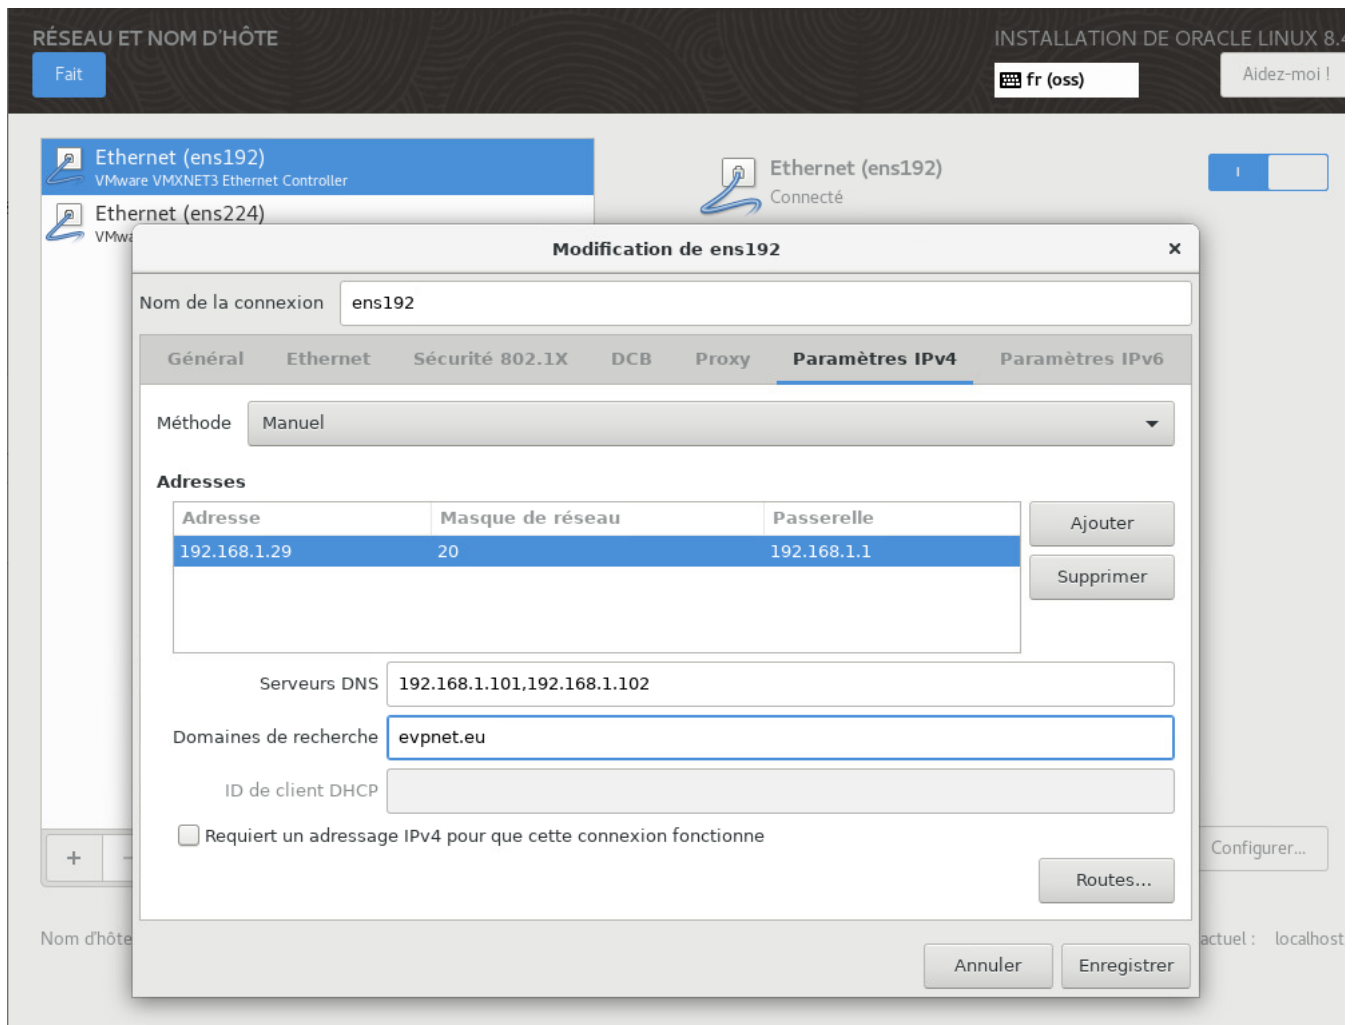 RÉSEAU ET NOM D'HÔTE
INSTALLATION DE ORACLE LINUX 8.4
Fait
fr (oss)
Aidez-moi !
Ethernet (ens192)
VMware VMXNET3 Ethernet Controller
Ethernet (ens192)
Connecté
Ethernet (ens224)
VMwa
Modification de ens192
Nom de la connexion ens192
Général Ethernet Sécurité 802.1X DCB Proxy Paramètres IPv4 Paramètres IPv6
Méthode Manuel
Adresses
Adresse Masque de réseau Passerelle
192.168.1.29 20 192.168.1.1
Ajouter
Supprimer
Serveurs DNS 192.168.1.101,192.168.1.102
Domaines de recherche evpnet.eu
ID de client DHCP
Requiert un adressage IPv4 pour que cette connexion fonctionne
Configurer...
Routes...
Nom d'hôte
actuel : localhost
Annuler Enregistrer